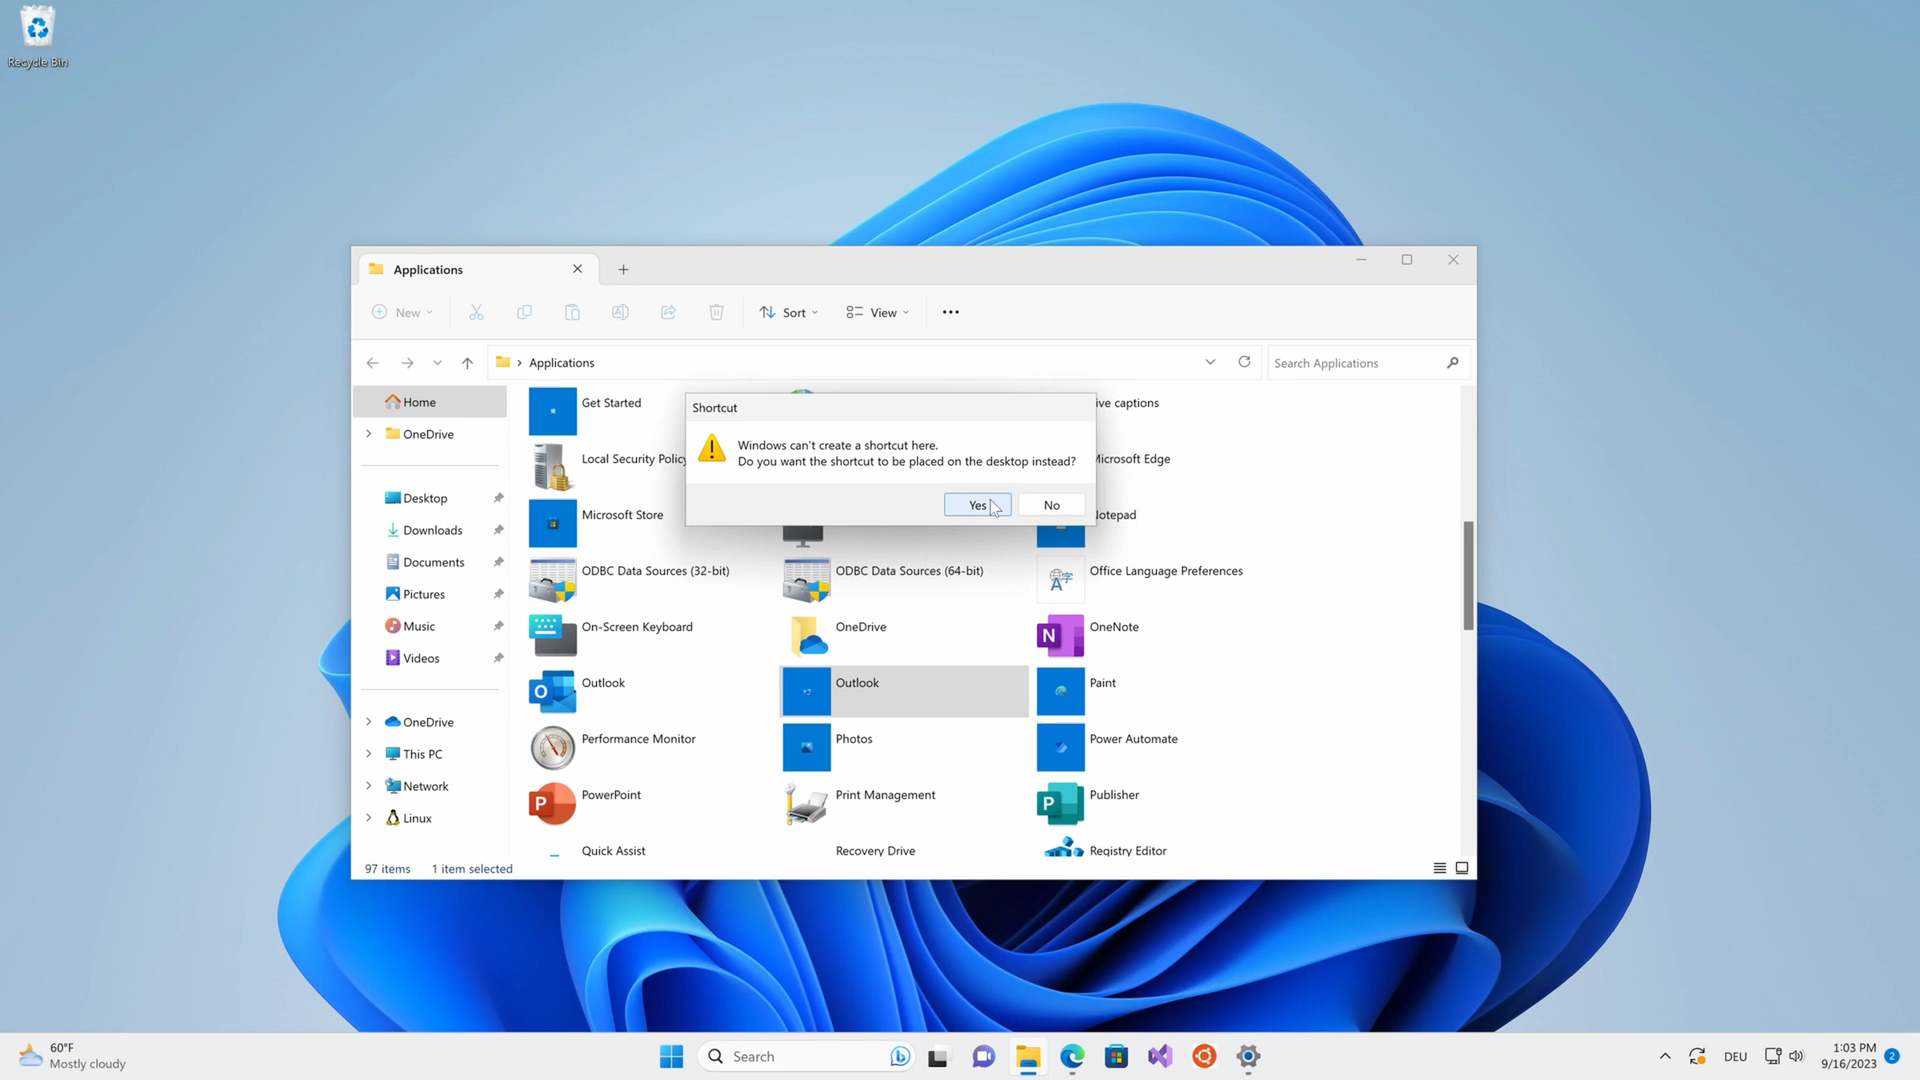 Recycle Bin
Applications
New
Sort
View
Applications
Search Applications
Home
OneDrive
Desktop
Downloads
Documents
Pictures
Music
Videos
OneDrive
This PC
Network
Linux
Get Started
ive captions
Local Security Policy
Microsoft Edge
Microsoft Store
Notepad
Shortcut
Windows can't create a shortcut here.
Do you want the shortcut to be placed on the desktop instead?
Yes
No
ODBC Data Sources (32-bit)
ODBC Data Sources (64-bit)
Office Language Preferences
On-Screen Keyboard
OneDrive
OneNote
Outlook
Outlook
Paint
Performance Monitor
Photos
Power Automate
PowerPoint
Print Management
Publisher
Quick Assist
Recovery Drive
Registry Editor
97 items
1 item selected
60°F
Mostly cloudy
Search
DEU
1:03 PM
9/16/2023
2